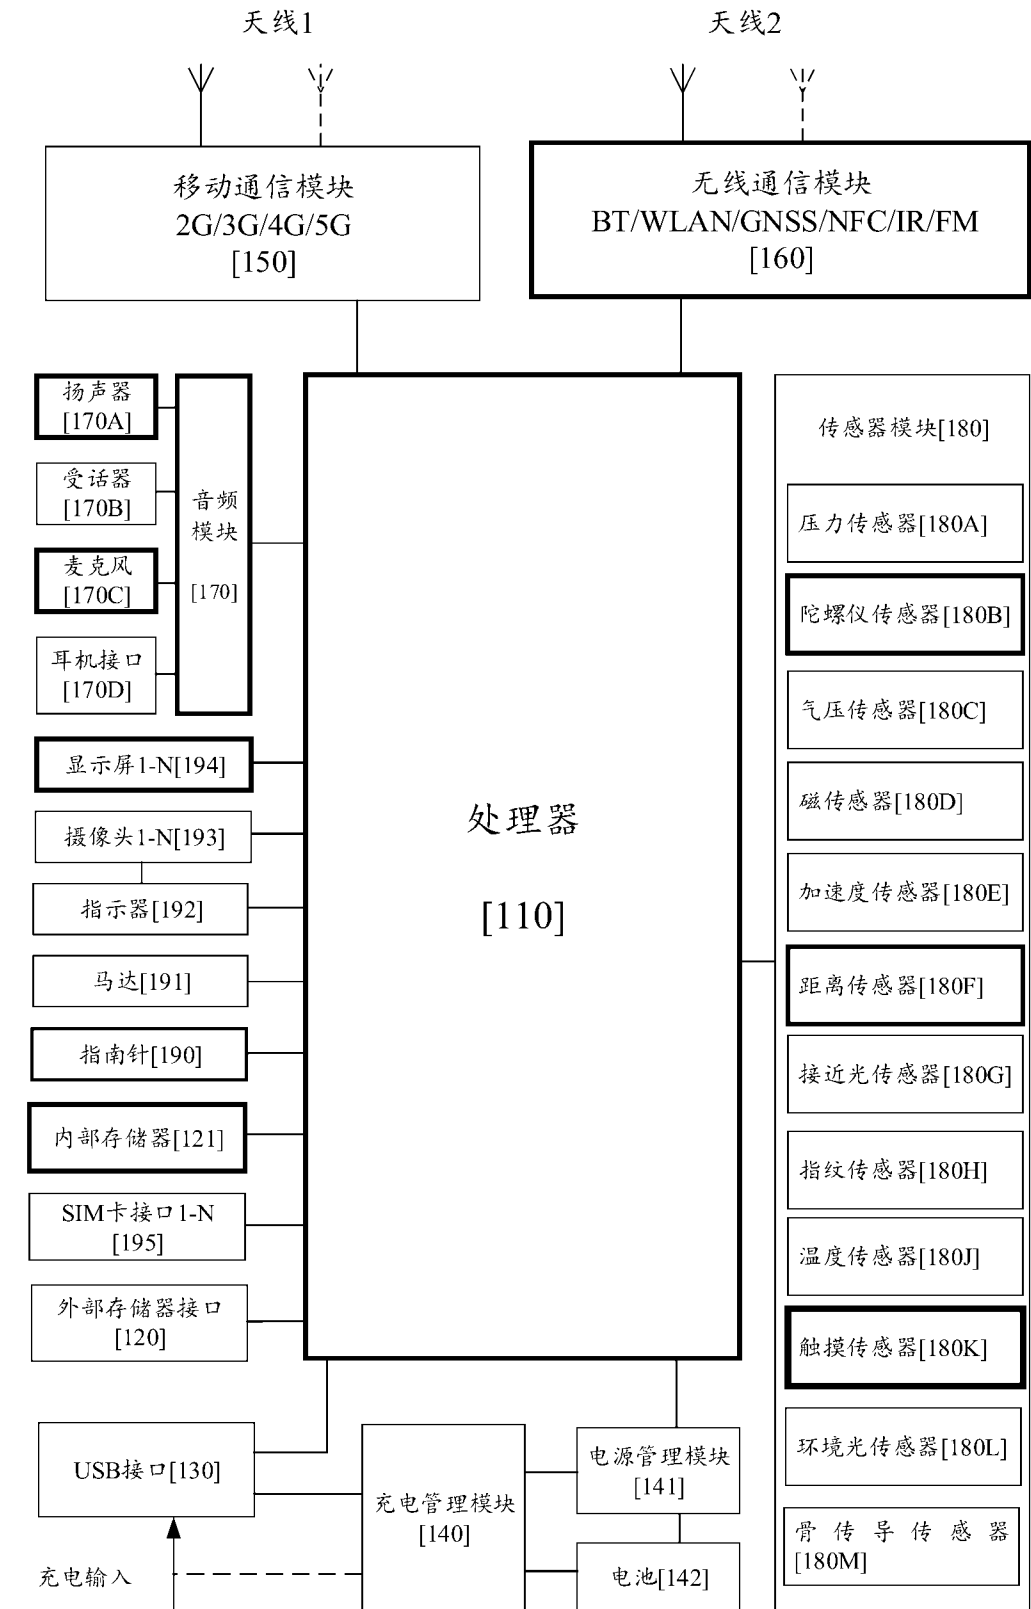 天线1
天线2
移动通信模块
2G/3G/4G/5G
[150]
无线通信模块
BT/WLAN/GNSS/NFC/IR/FM
[160]
扬声器
[170A]
受话器
[170B]
麦克风
[170C]
耳机接口
[170D]
音频
模块
[170]
显示屏1-N[194]
摄像头1-N[193]
指示器[192]
马达[191]
指南针[190]
内部存储器[121]
SIM卡接口1-N
[195]
外部存储器接口
[120]
处理器
[110]
传感器模块[180]
压力传感器[180A]
陀螺仪传感器[180B]
气压传感器[180C]
磁传感器[180D]
加速度传感器[180E]
距离传感器[180F]
接近光传感器[180G]
指纹传感器[180H]
温度传感器[180J]
触摸传感器[180K]
环境光传感器[180L]
骨传导传感器
[180M]
USB接口[130]
充电管理模块
[140]
电源管理模块
[141]
电池[142]
充电输入